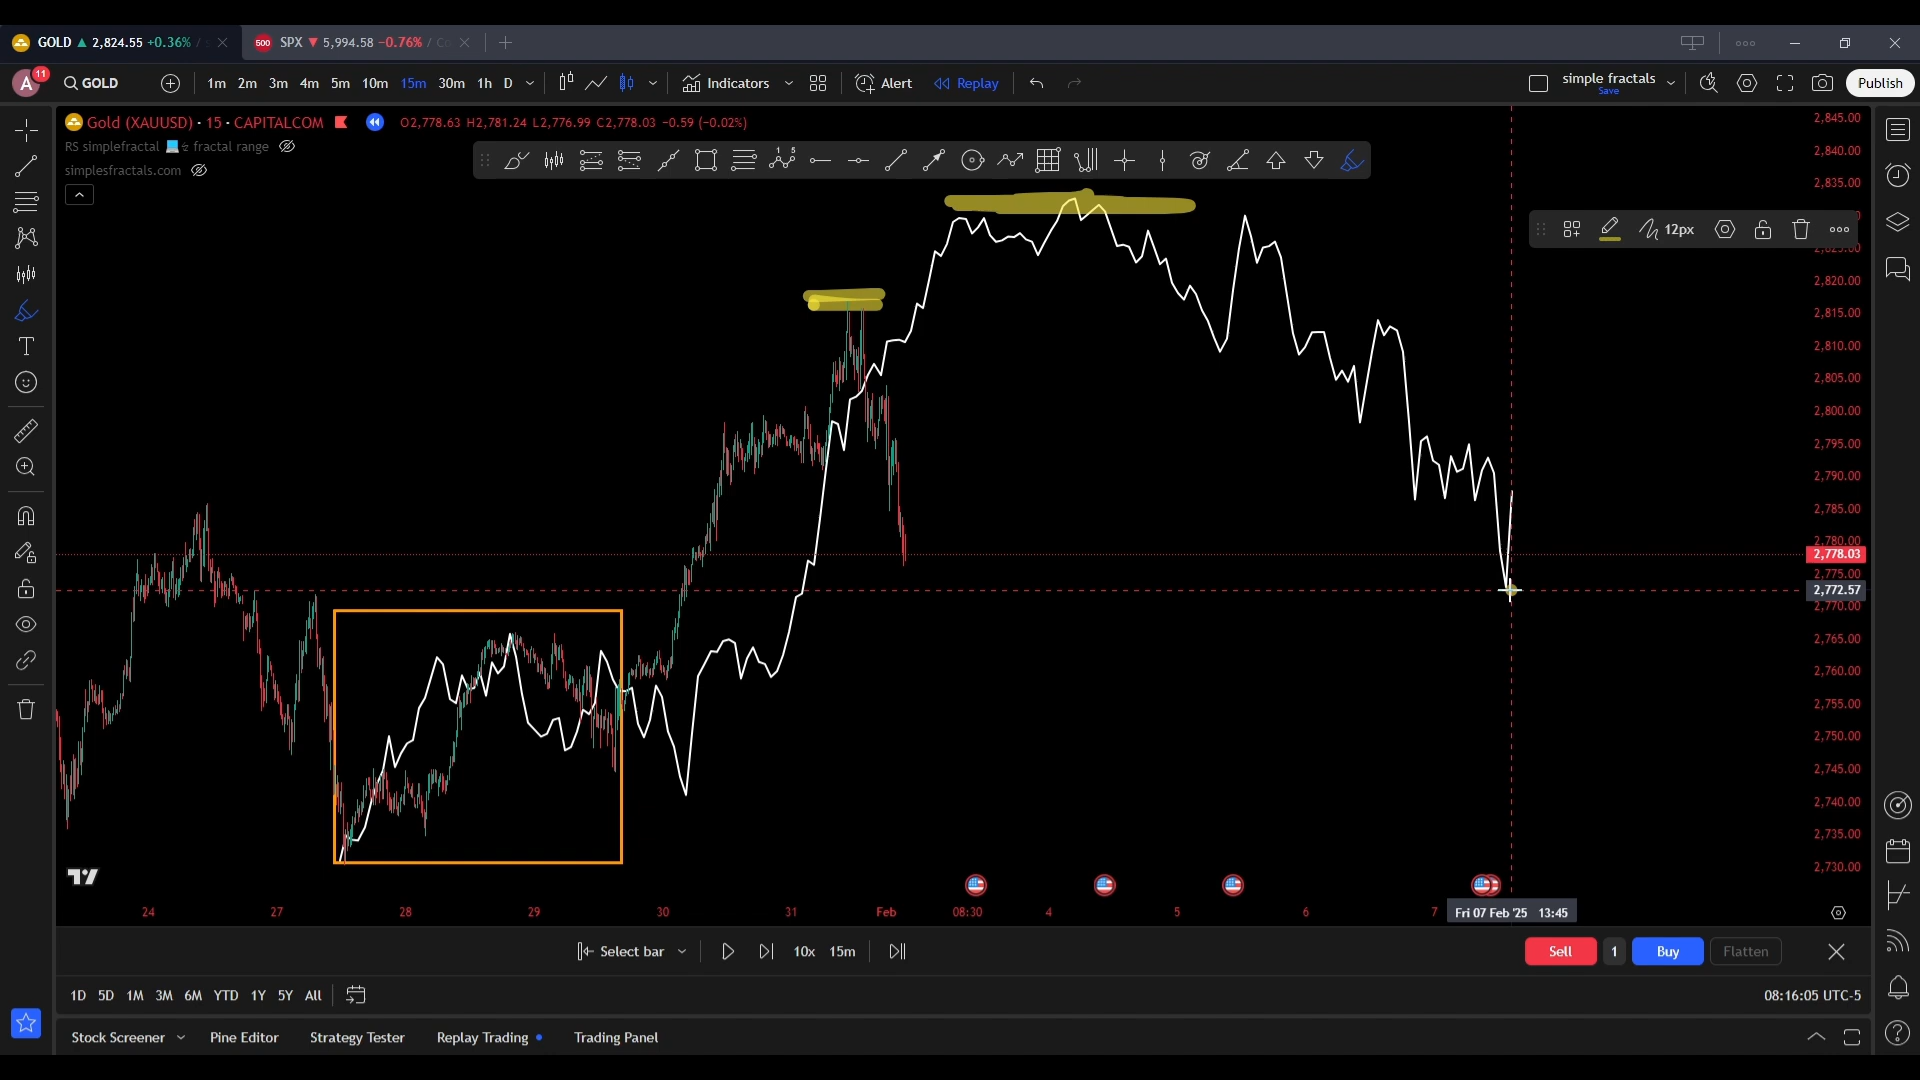 GOLD ▲ 2,824.55 +0.36% /
500 SPX ▼ 5,994.58 −0.76% / Co
A 11 GOLD 1m 2m 3m 4m 5m 10m 15m 30m 1h D Indicators Alert Replay simple fractals Save Publish
Gold (XAUUSD) · 15 · CAPITALCOM O2,778.63 H2,781.24 L2,776.99 C2,778.03 −0.59 (−0.02%)
RS simplefractal fractal range
simplesfractals.com
1 5
12px
2,845.00
2,840.00
2,835.00
2,825.00
2,820.00
2,815.00
2,810.00
2,805.00
2,800.00
2,795.00
2,790.00
2,785.00
2,780.00
2,778.03
2,775.00
2,772.57
2,770.00
2,765.00
2,760.00
2,755.00
2,750.00
2,745.00
2,740.00
2,735.00
2,730.00
24 27 28 29 30 31 Feb 08:30 4 5 6 7 Fri 07 Feb '25 13:45
Select bar 10x 15m Sell 1 Buy Flatten
1D 5D 1M 3M 6M YTD 1Y 5Y All 08:16:05 UTC-5
Stock Screener Pine Editor Strategy Tester Replay Trading Trading Panel